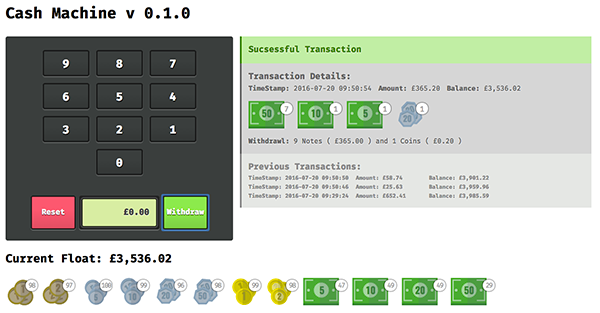 Cash Machine v 0.1.0
9 8 7
6 5 4
3 2 1
0
Reset £0.00 Withdraw
Sucsessful Transaction
Transaction Details:
TimeStamp: 2016-07-20 09:50:54 Amount: £365.20 Balance: £3,536.02
50 7 10 1 5 1 20 1
Withdrawl: 9 Notes ( £365.00 ) and 1 Coins ( £0.20 )
Previous Transactions:
TimeStamp: 2016-07-20 09:50:50 Amount: £58.74 Balance: £3,901.22
TimeStamp: 2016-07-20 09:50:46 Amount: £25.63 Balance: £3,959.96
TimeStamp: 2016-07-20 09:29:24 Amount: £652.41 Balance: £3,985.59
Current Float: £3,536.02
1 98 2 97 5 100 10 99 20 96 50 98 1 99 2 98 5 47 10 49 20 49 50 29